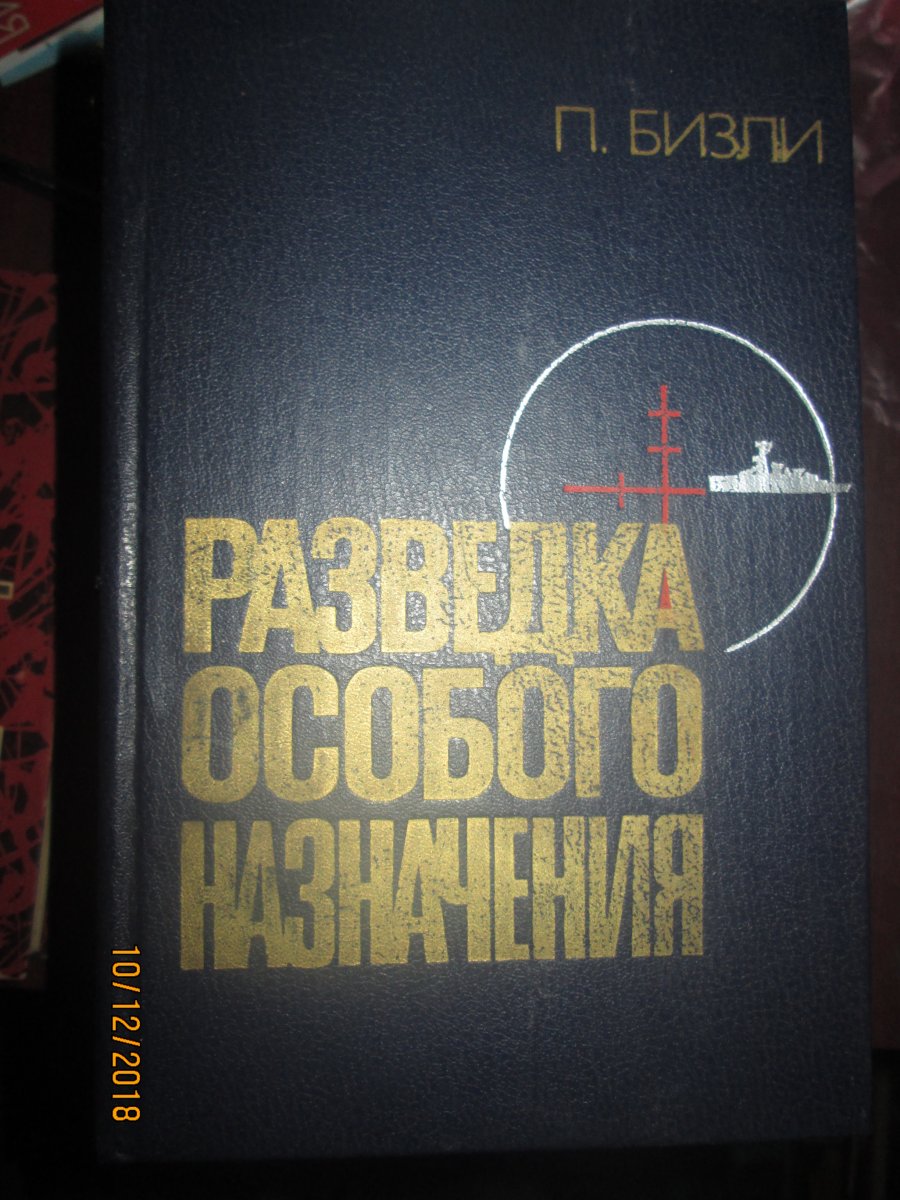 П. БИЗЛИ
РАЗВЕДКА
ОСОБОГО
НАЗНАЧЕНИЯ
10/12/2018